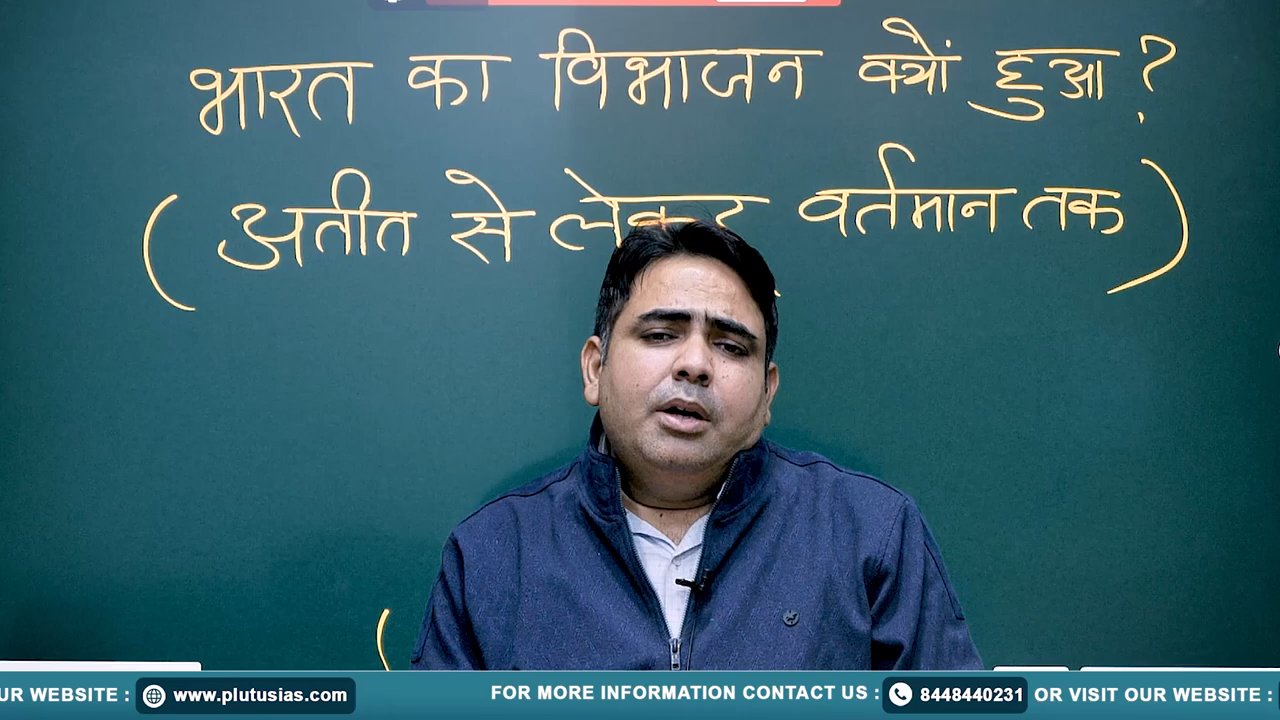 भारत का विभाजन क्यों हुआ ?
( अतीत से लेकर वर्तमान तक )
UR WEBSITE : www.plutusias.com FOR MORE INFORMATION CONTACT US : 8448440231 OR VISIT OUR WEBSITE :